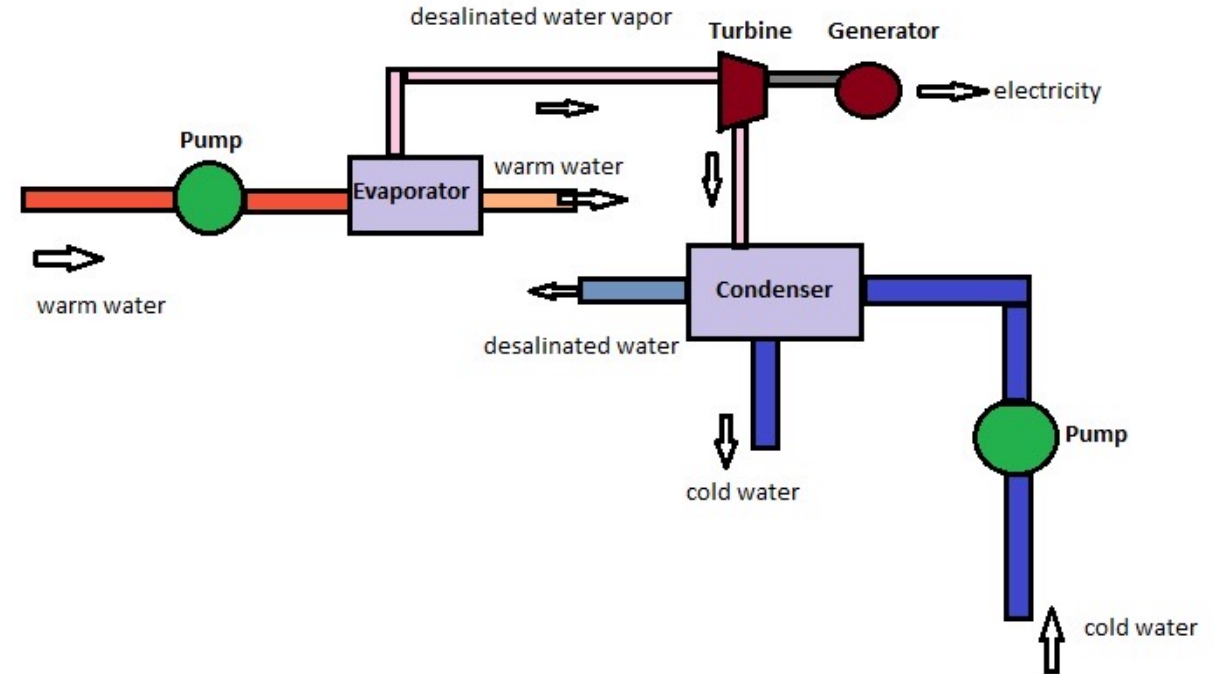 desalinated water vapor
Turbine
Generator
electricity
Pump
warm water
Evaporator
warm water
Condenser
desalinated water
Pump
cold water
cold water